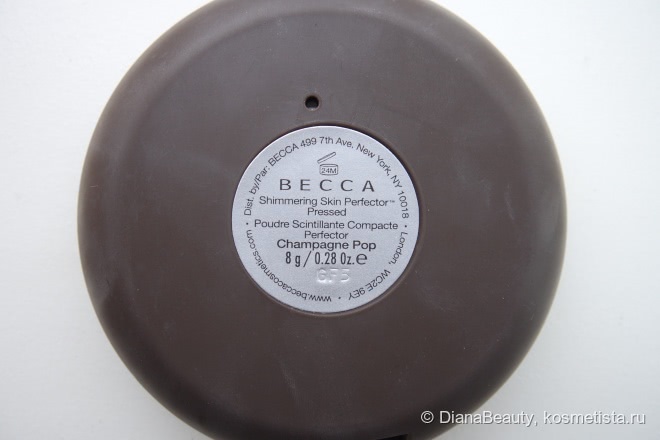 Dist. by/Par: BECCA 499 7th Ave, New York, NY 10018 • London, WC2E 9EY • www.beccacosmetics.com •
24M
BECCA
Shimmering Skin Perfector™
Pressed
• Poudre Scintillante Compacte
Perfector
Champagne Pop
8 g / 0.28 Oz. ℮
GF5
© DianaBeauty, kosmetista.ru